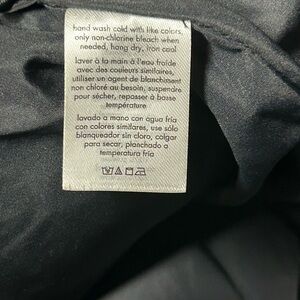 hand wash cold with like colors,
only non-chlorine bleach when
needed, hang dry, iron cool
laver à la main à l'eau froide
avec des couleurs similaires,
utiliser un agent de blanchiment
non chloré au besoin, suspendre
pour sécher, repasser à basse
température
lavado a mano con agua fría
con colores similares, use sólo
blanqueador sin cloro, colgar
para secar, planchado a
temperatura fría